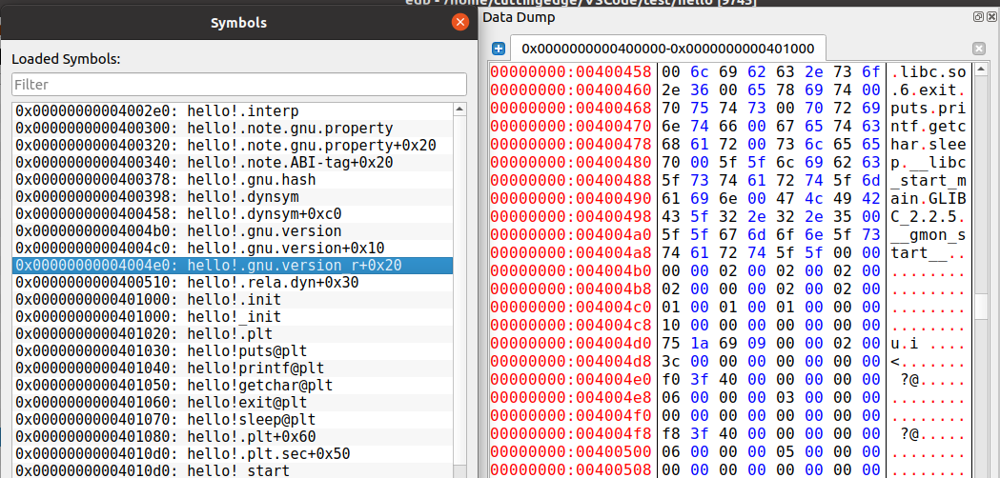 edb - /home/cuttingedge/VSCode/test/hello [9743]
Symbols
Loaded Symbols:
Filter
0x00000000004002e0: hello!.interp
0x0000000000400300: hello!.note.gnu.property
0x0000000000400320: hello!.note.gnu.property+0x20
0x0000000000400340: hello!.note.ABI-tag+0x20
0x0000000000400378: hello!.gnu.hash
0x0000000000400398: hello!.dynsym
0x0000000000400458: hello!.dynsym+0xc0
0x00000000004004b0: hello!.gnu.version
0x00000000004004c0: hello!.gnu.version+0x10
0x00000000004004e0: hello!.gnu.version_r+0x20
0x0000000000400510: hello!.rela.dyn+0x30
0x0000000000401000: hello!.init
0x0000000000401000: hello!_init
0x0000000000401020: hello!.plt
0x0000000000401030: hello!puts@plt
0x0000000000401040: hello!printf@plt
0x0000000000401050: hello!getchar@plt
0x0000000000401060: hello!exit@plt
0x0000000000401070: hello!sleep@plt
0x0000000000401080: hello!.plt+0x60
0x00000000004010d0: hello!.plt.sec+0x50
0x00000000004010d0: hello!_start
Data Dump
0x0000000000400000-0x0000000000401000
00000000:00400458 00 6c 69 62 63 2e 73 6f .libc.so
00000000:00400460 2e 36 00 65 78 69 74 00 .6.exit.
00000000:00400468 70 75 74 73 00 70 72 69 puts.pri
00000000:00400470 6e 74 66 00 67 65 74 63 ntf.getc
00000000:00400478 68 61 72 00 73 6c 65 65 har.slee
00000000:00400480 70 00 5f 5f 6c 69 62 63 p.__libc
00000000:00400488 5f 73 74 61 72 74 5f 6d _start_m
00000000:00400490 61 69 6e 00 47 4c 49 42 ain.GLIB
00000000:00400498 43 5f 32 2e 32 2e 35 00 C_2.2.5.
00000000:004004a0 5f 5f 67 6d 6f 6e 5f 73 __gmon_s
00000000:004004a8 74 61 72 74 5f 5f 00 00 tart__..
00000000:004004b0 00 00 02 00 02 00 02 00 ........
00000000:004004b8 02 00 00 00 02 00 02 00 ........
00000000:004004c0 01 00 01 00 01 00 00 00 ........
00000000:004004c8 10 00 00 00 00 00 00 00 ........
00000000:004004d0 75 1a 69 09 00 00 02 00 u.i ....
00000000:004004d8 3c 00 00 00 00 00 00 00 <.......
00000000:004004e0 f0 3f 40 00 00 00 00 00 ?@.....
00000000:004004e8 06 00 00 00 03 00 00 00 ........
00000000:004004f0 00 00 00 00 00 00 00 00 ........
00000000:004004f8 f8 3f 40 00 00 00 00 00 ?@.....
00000000:00400500 06 00 00 00 05 00 00 00 ........
00000000:00400508 00 00 00 00 00 00 00 00 ........